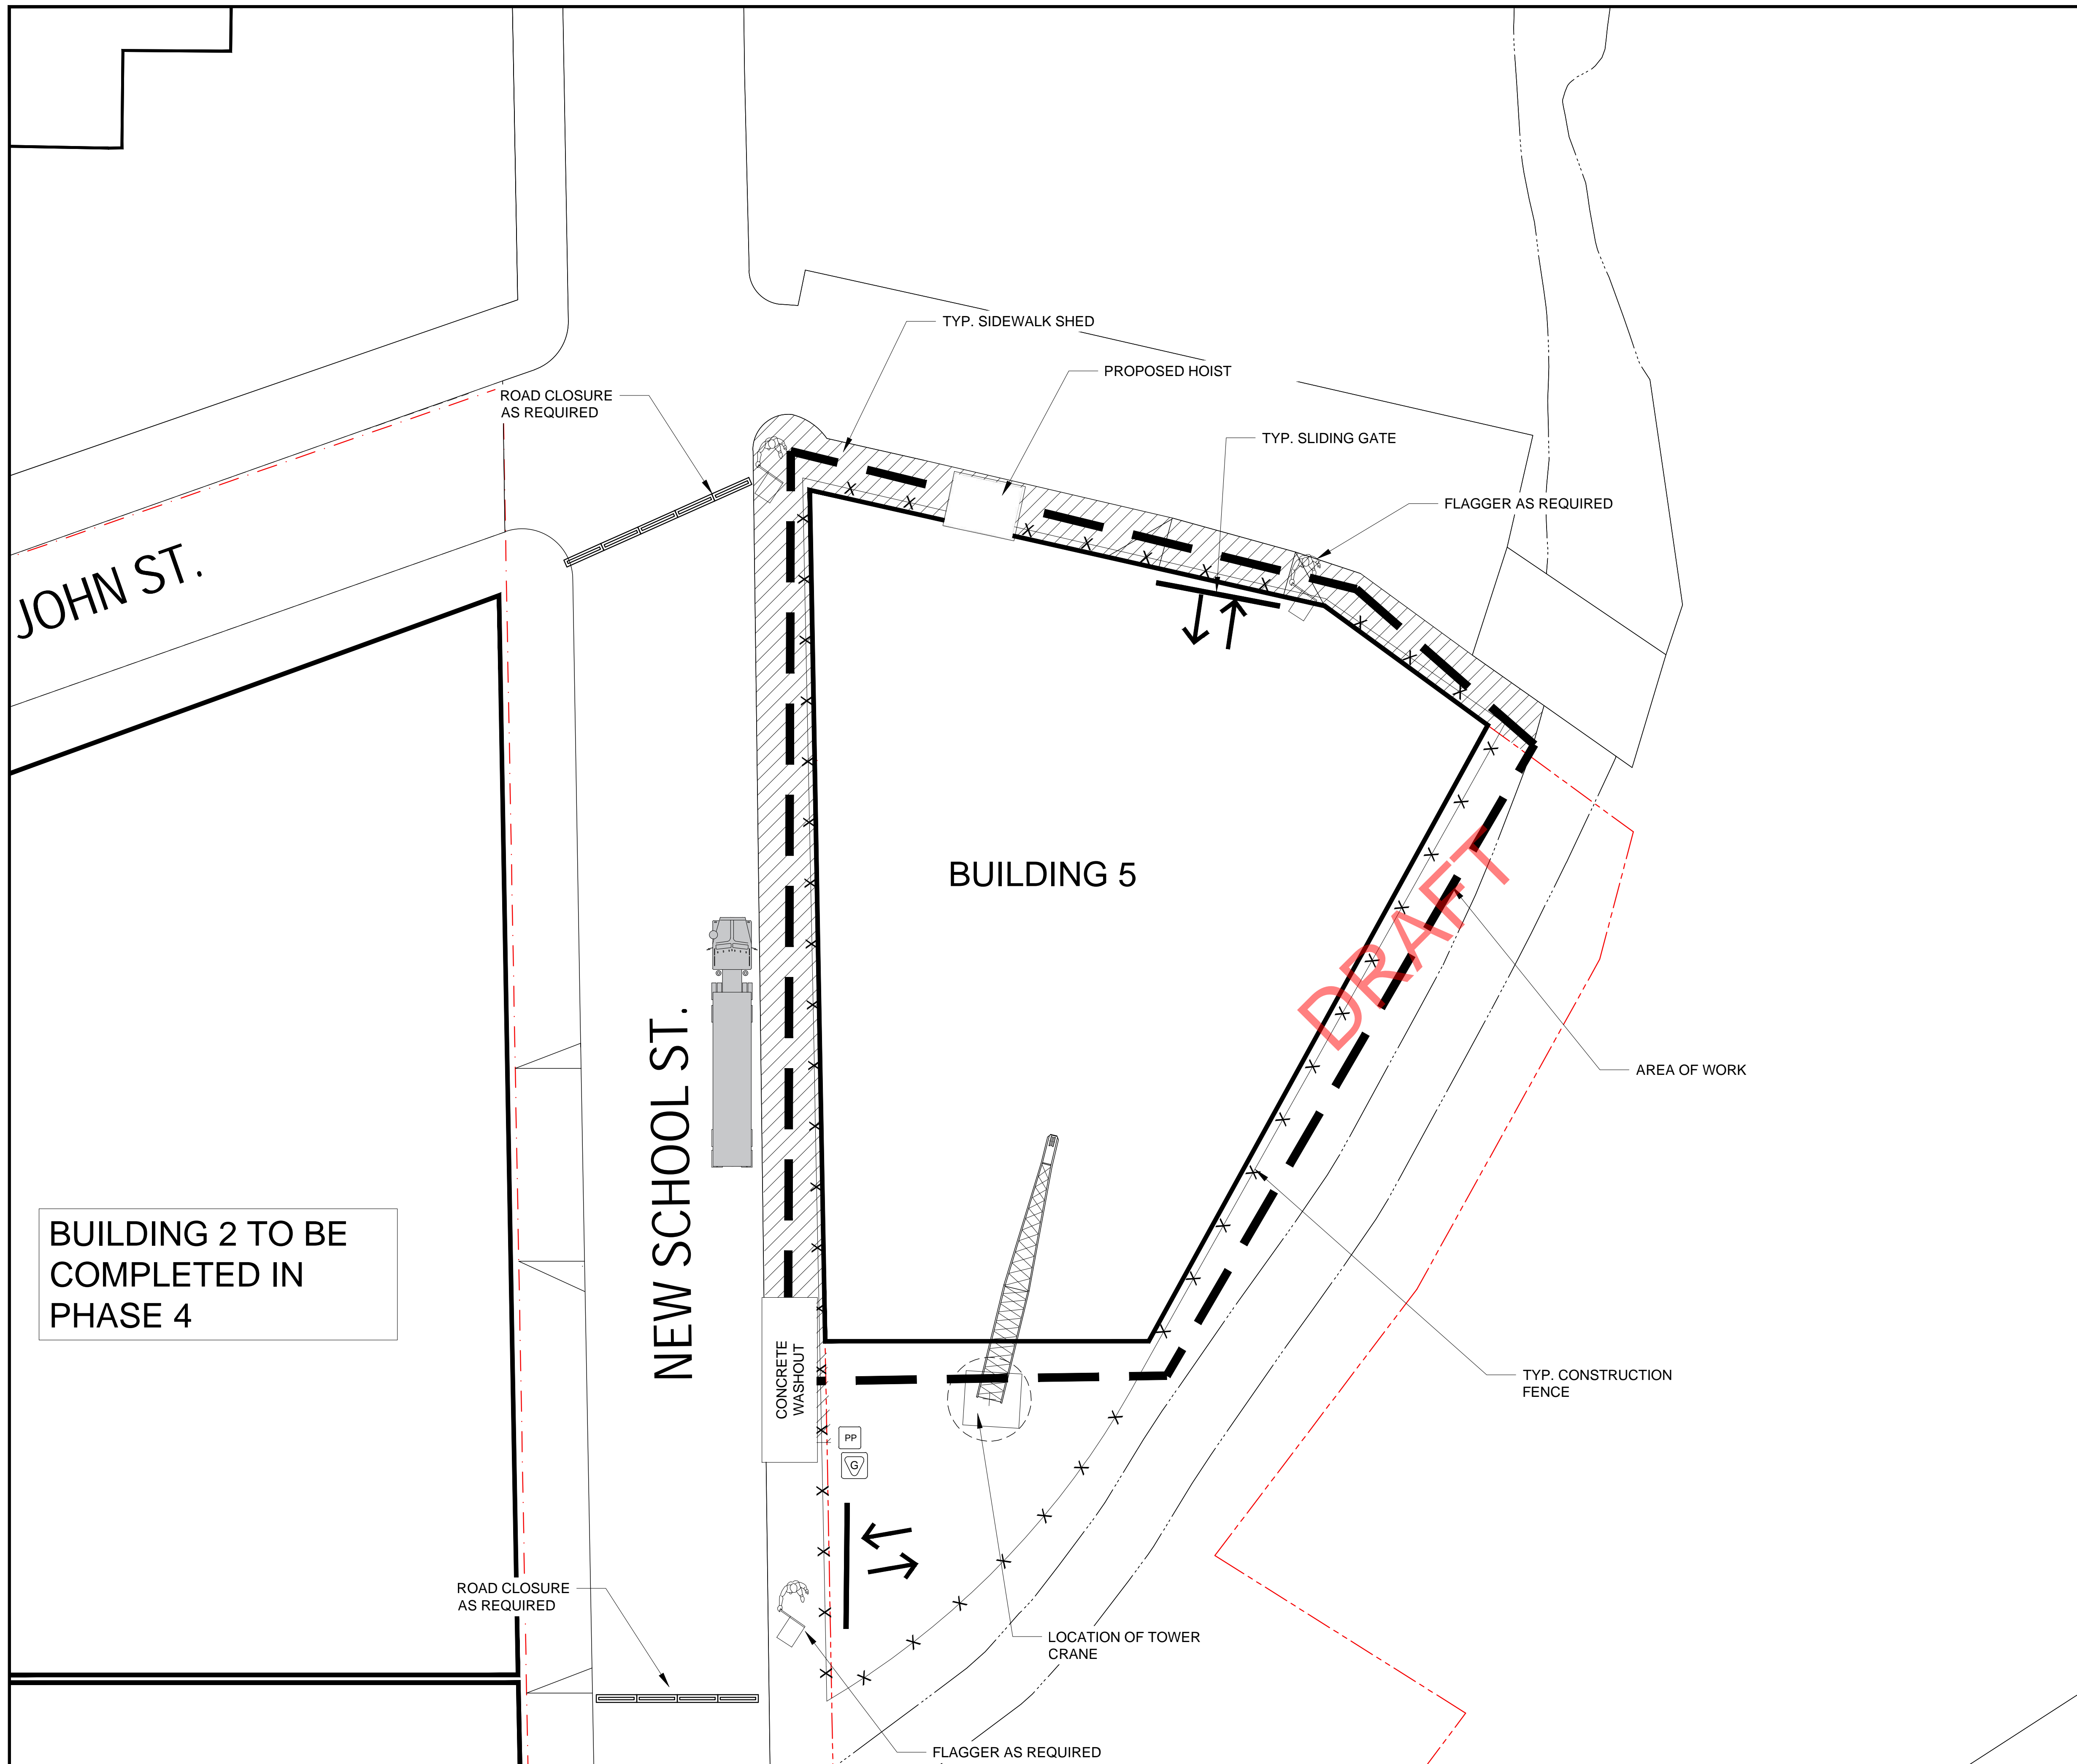 TYP. SIDEWALK SHED
PROPOSED HOIST
ROAD CLOSURE
AS REQUIRED
TYP. SLIDING GATE
FLAGGER AS REQUIRED
JOHN ST.
BUILDING 5
DRAFT
NEW SCHOOL ST.
AREA OF WORK
BUILDING 2 TO BE
COMPLETED IN
PHASE 4
CONCRETE
WASHOUT
TYP. CONSTRUCTION
FENCE
PP
G
ROAD CLOSURE
AS REQUIRED
LOCATION OF TOWER
CRANE
FLAGGER AS REQUIRED